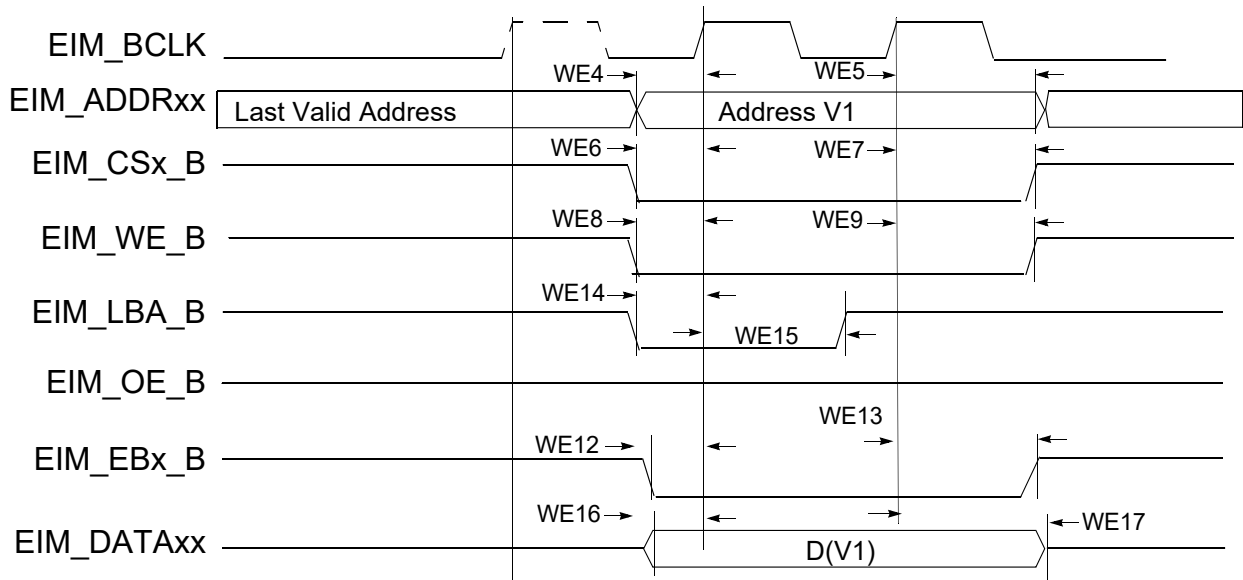 EIM_BCLK
WE4 WE5
EIM_ADDRxx Last Valid Address Address V1
WE6 WE7
EIM_CSx_B
WE8 WE9
EIM_WE_B
WE14
EIM_LBA_B
WE15
EIM_OE_B
WE13
WE12
EIM_EBx_B
WE16 WE17
EIM_DATAxx D(V1)